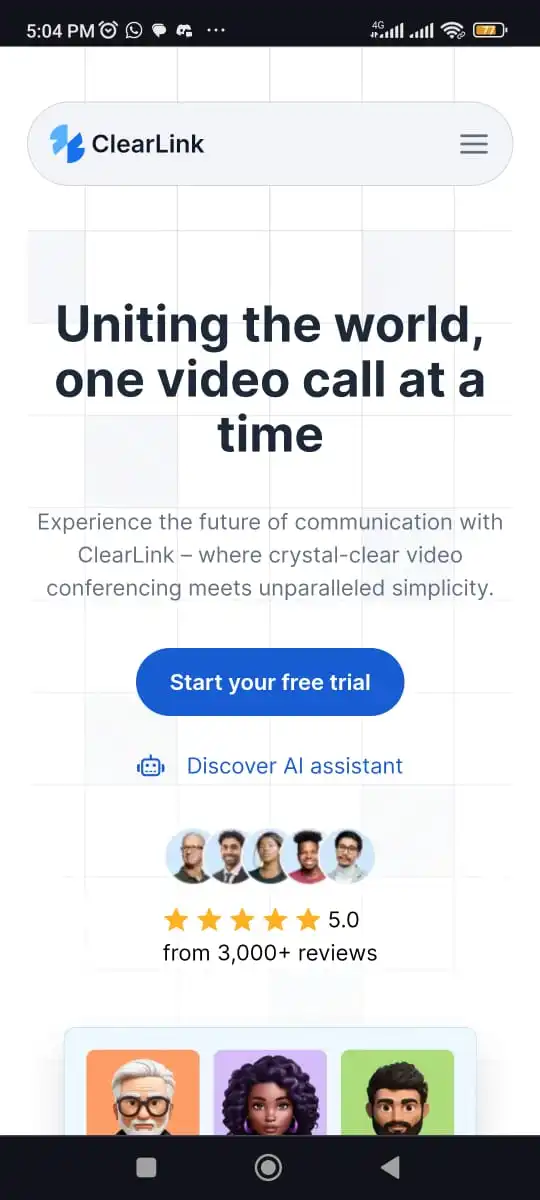 5:04 PM
4G
77
ClearLink
Uniting the world,
one video call at a
time
Experience the future of communication with
ClearLink – where crystal-clear video
conferencing meets unparalleled simplicity.
Start your free trial
Discover AI assistant
5.0
from 3,000+ reviews